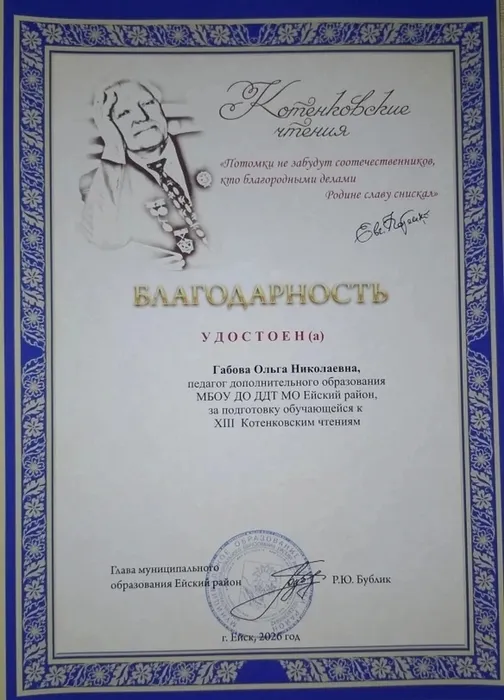 Котенковские
чтения
«Потомки не забудут соотечественников,
кто благородными делами
Родине славу снискал»
БЛАГОДАРНОСТЬ
УДОСТОЕН(а)
Габова Ольга Николаевна,
педагог дополнительного образования
МБОУ ДО ДДТ МО Ейский район,
за подготовку обучающейся к
XIII Котенковским чтениям
Глава муниципального
образования Ейский район
Р.Ю. Бублик
г. Ейск, 2026 год